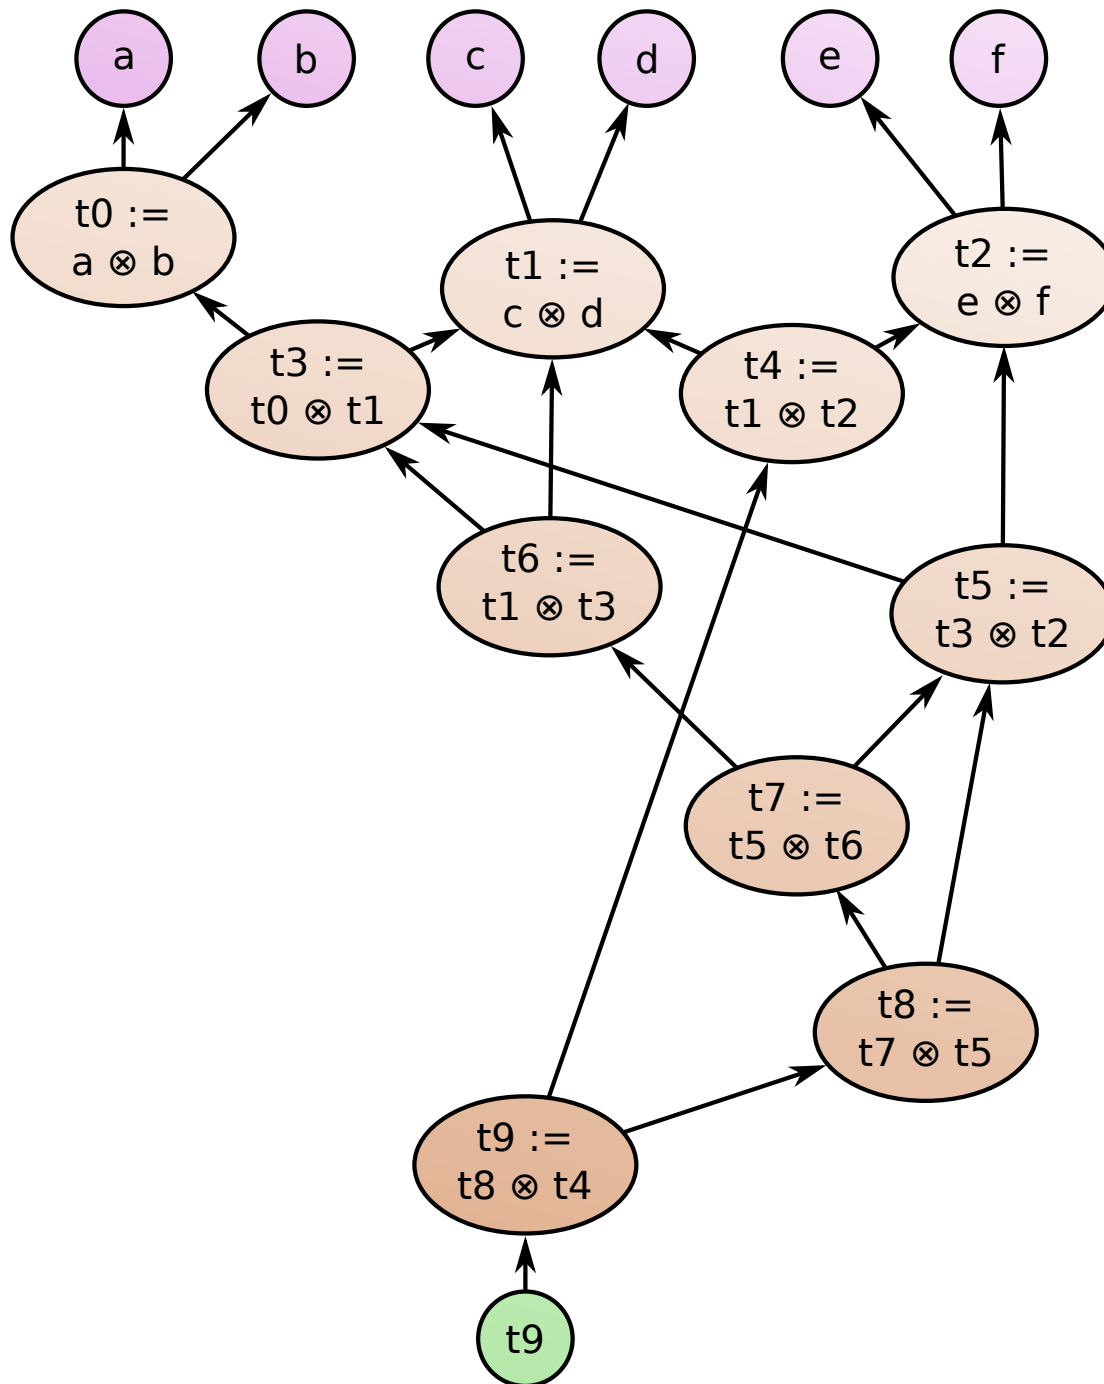 a
b
c
d
e
f
t0 :=
a ⊗ b
t1 :=
c ⊗ d
t2 :=
e ⊗ f
t3 :=
t0 ⊗ t1
t4 :=
t1 ⊗ t2
t6 :=
t1 ⊗ t3
t5 :=
t3 ⊗ t2
t7 :=
t5 ⊗ t6
t8 :=
t7 ⊗ t5
t9 :=
t8 ⊗ t4
t9